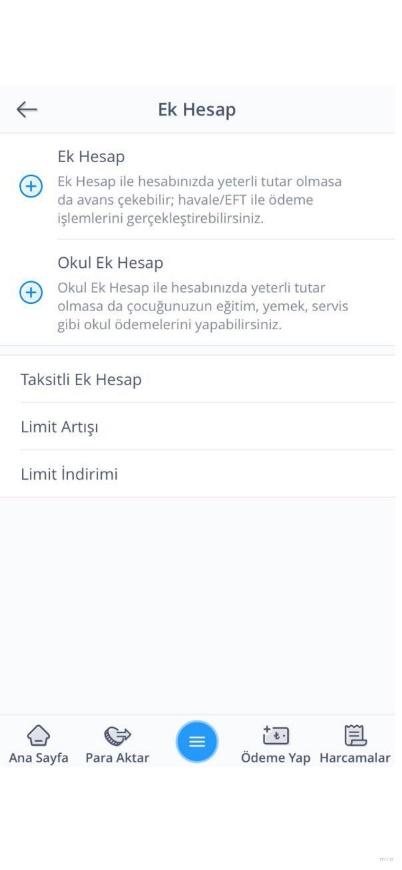 Ek Hesap
Ek Hesap
Ek Hesap ile hesabınızda yeterli tutar olmasa
da avans çekebilir; havale/EFT ile ödeme
işlemlerini gerçekleştirebilirsiniz.
Okul Ek Hesap
Okul Ek Hesap ile hesabınızda yeterli tutar
olmasa da çocuğunuzun eğitim, yemek, servis
gibi okul ödemelerini yapabilirsiniz.
Taksitli Ek Hesap
Limit Artışı
Limit İndirimi
Ana Sayfa Para Aktar Ödeme Yap Harcamalar
miro